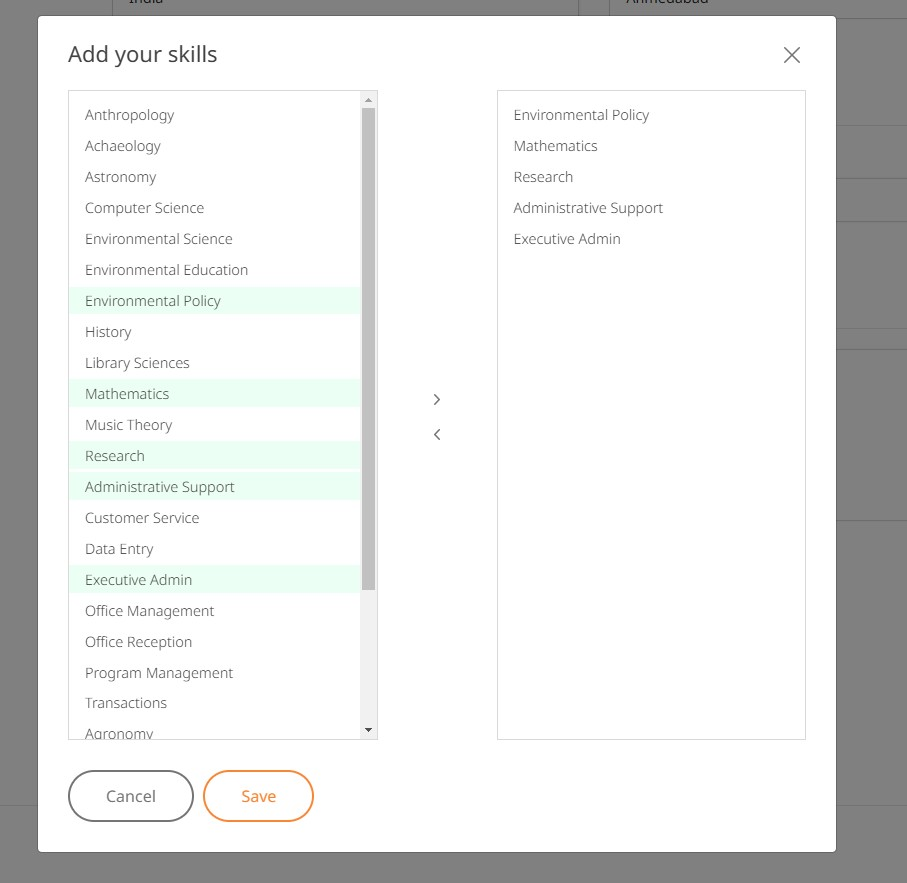 India
Ahmedabad
Add your skills
Anthropology
Achaeology
Astronomy
Computer Science
Environmental Science
Environmental Education
Environmental Policy
History
Library Sciences
Mathematics
Music Theory
Research
Administrative Support
Customer Service
Data Entry
Executive Admin
Office Management
Office Reception
Program Management
Transactions
Agronomy
Environmental Policy
Mathematics
Research
Administrative Support
Executive Admin
Cancel
Save